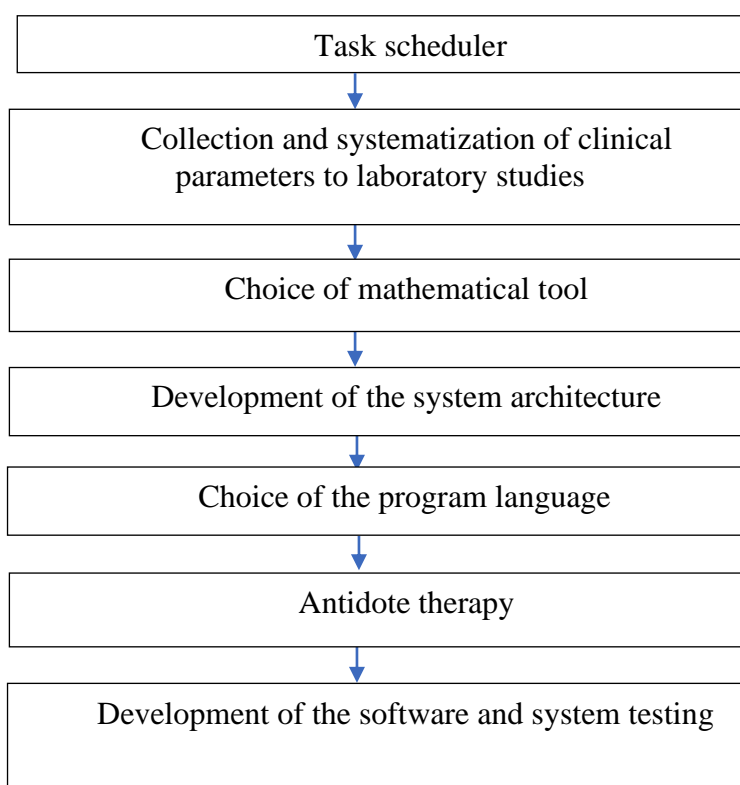 Task scheduler
Collection and systematization of clinical
parameters to laboratory studies
Choice of mathematical tool
Development of the system architecture
Choice of the program language
Antidote therapy
Development of the software and system testing